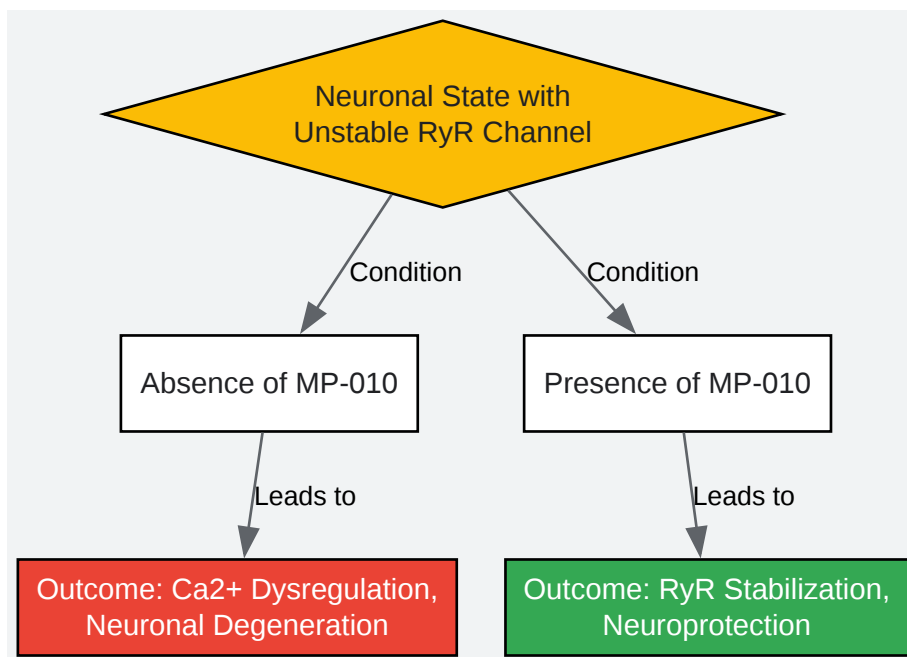 Neuronal State with
Unstable RyR Channel
Condition
Condition
Absence of MP-010
Presence of MP-010
Leads to
Leads to
Outcome: Ca2+ Dysregulation,
Neuronal Degeneration
Outcome: RyR Stabilization,
Neuroprotection